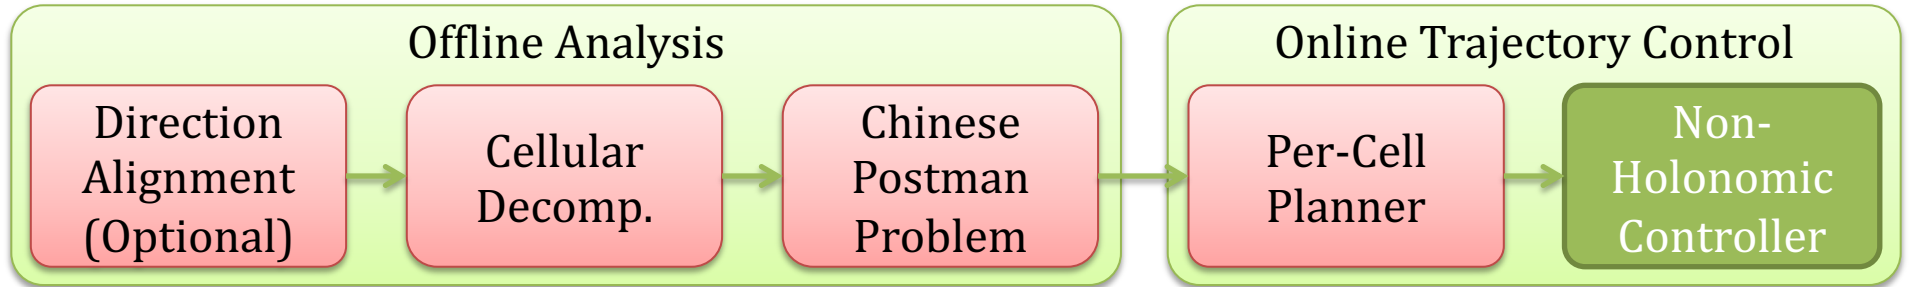 Offline Analysis
Direction
Alignment
(Optional)
Cellular
Decomp.
Chinese
Postman
Problem
Online Trajectory Control
Per-Cell
Planner
Non-
Holonomic
Controller